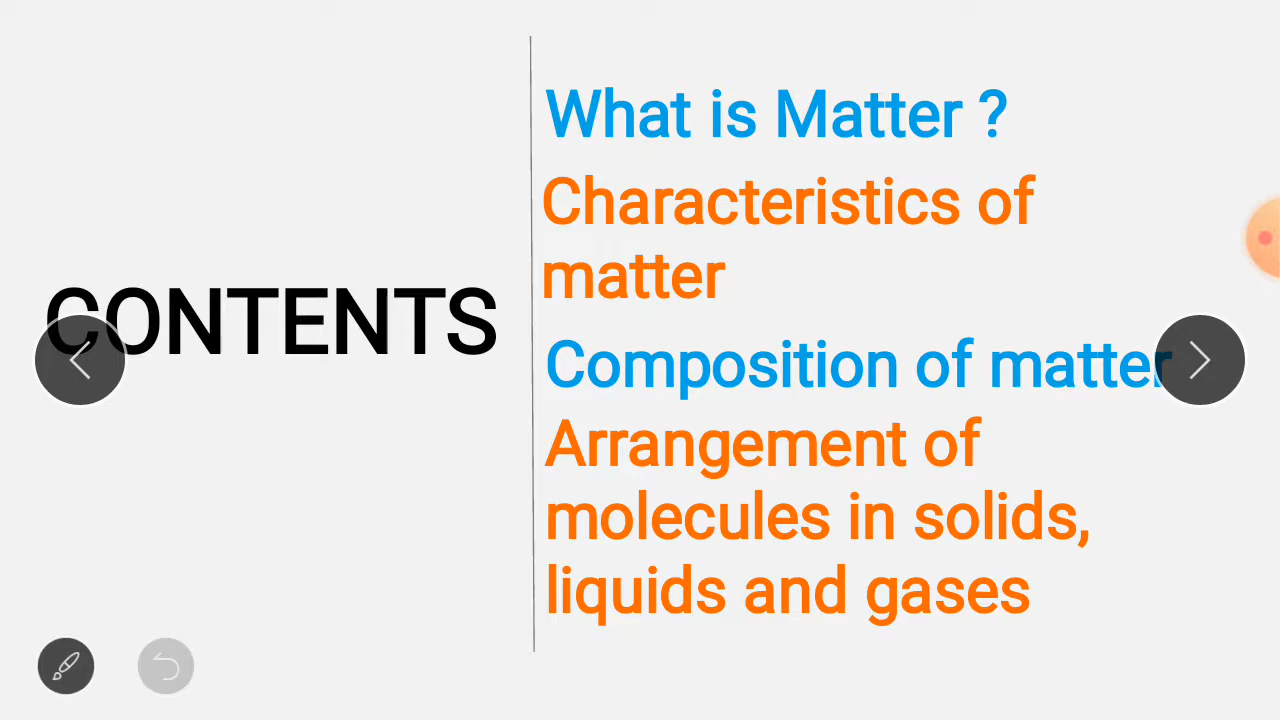 CONTENTS
What is Matter ?
Characteristics of
matter
Composition of matter
Arrangement of
molecules in solids,
liquids and gases